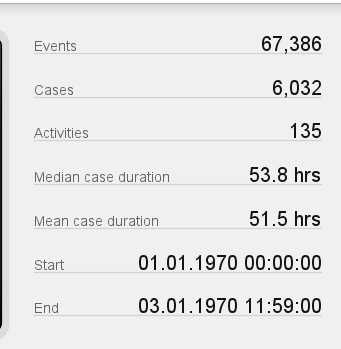 Events 67,386
Cases 6,032
Activities 135
Median case duration 53.8 hrs
Mean case duration 51.5 hrs
Start 01.01.1970 00:00:00
End 03.01.1970 11:59:00